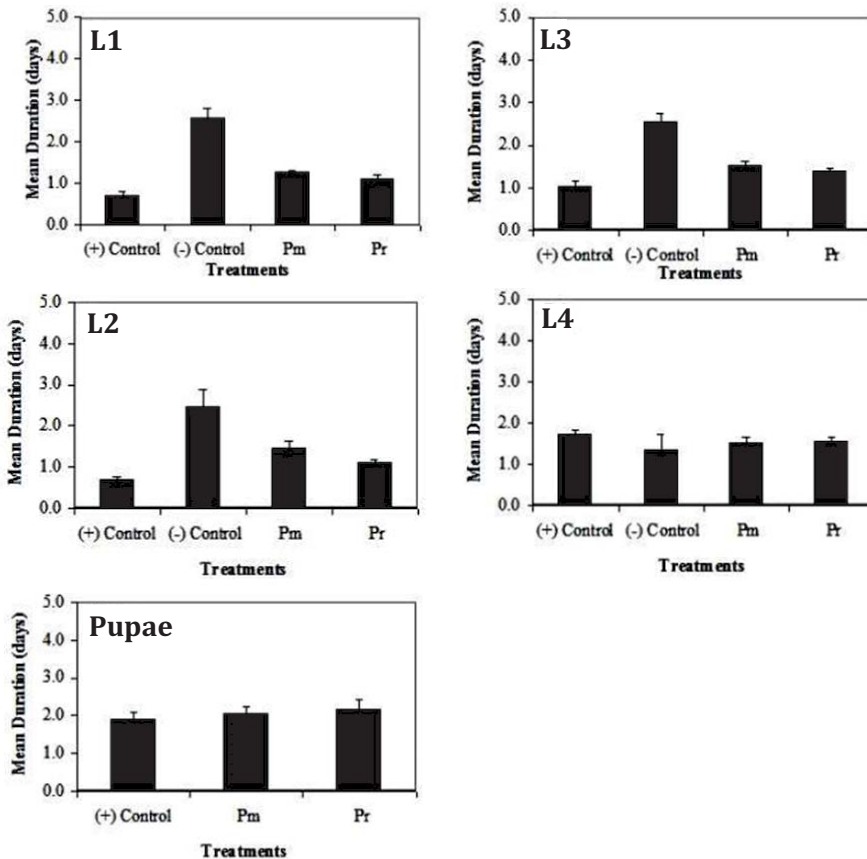 L1
Mean Duration (days)
5.0
4.0
3.0
2.0
1.0
0.0
(+) Control (-) Control Pm Pr
Treatments
L3
Mean Duration (days)
5.0
4.0
3.0
2.0
1.0
0.0
(+) Control (-) Control Pm Pr
Treatments
L2
Mean Duration (days)
5.0
4.0
3.0
2.0
1.0
0.0
(+) Control (-) Control Pm Pr
Treatments
L4
Mean Duration (days)
5.0
4.0
3.0
2.0
1.0
0.0
(+) Control (-) Control Pm Pr
Treatments
Pupae
Mean Duration (days)
5.0
4.0
3.0
2.0
1.0
0.0
(+) Control Pm Pr
Treatments